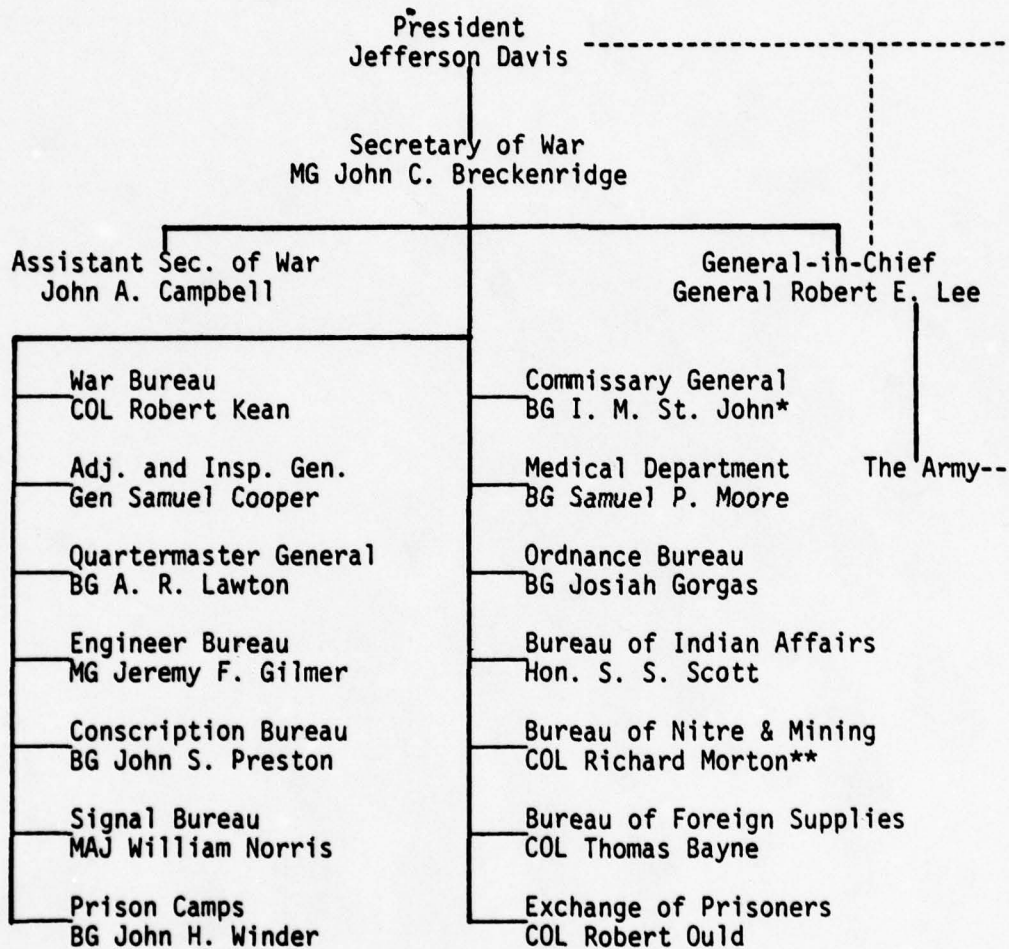 President
Jefferson Davis
Secretary of War
MG John C. Breckenridge
Assistant Sec. of War
John A. Campbell
General-in-Chief
General Robert E. Lee
War Bureau
COL Robert Kean
Adj. and Insp. Gen.
Gen Samuel Cooper
Quartermaster General
BG A. R. Lawton
Engineer Bureau
MG Jeremy F. Gilmer
Conscription Bureau
BG John S. Preston
Signal Bureau
MAJ William Norris
Prison Camps
BG John H. Winder
Commissary General
BG I. M. St. John*
Medical Department
BG Samuel P. Moore
Ordnance Bureau
BG Josiah Gorgas
Bureau of Indian Affairs
Hon. S. S. Scott
Bureau of Nitre & Mining
COL Richard Morton**
Bureau of Foreign Supplies
COL Thomas Bayne
Exchange of Prisoners
COL Robert Ould
The Army--